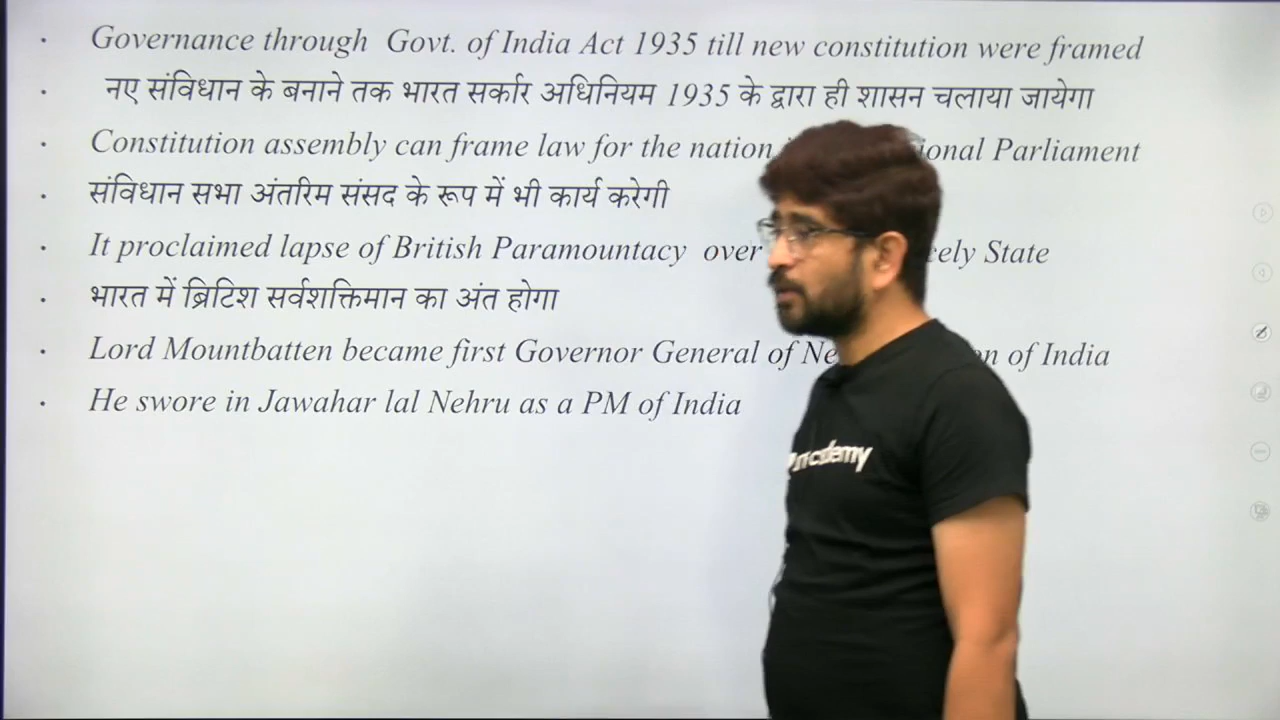 Governance through Govt. of India Act 1935 till new constitution were framed
नए संविधान के बनाने तक भारत सर्कार अधिनियम 1935 के द्वारा ही शासन चलाया जायेगा
Constitution assembly can frame law for the nation Parliament
संविधान सभा अंतरिम संसद के रूप में भी कार्य करेगी
It proclaimed lapse of British Paramountacy over State
भारत में ब्रिटिश सर्वशक्तिमान का अंत होगा
Lord Mountbatten became first Governor General of of India
He swore in Jawahar lal Nehru as a PM of India